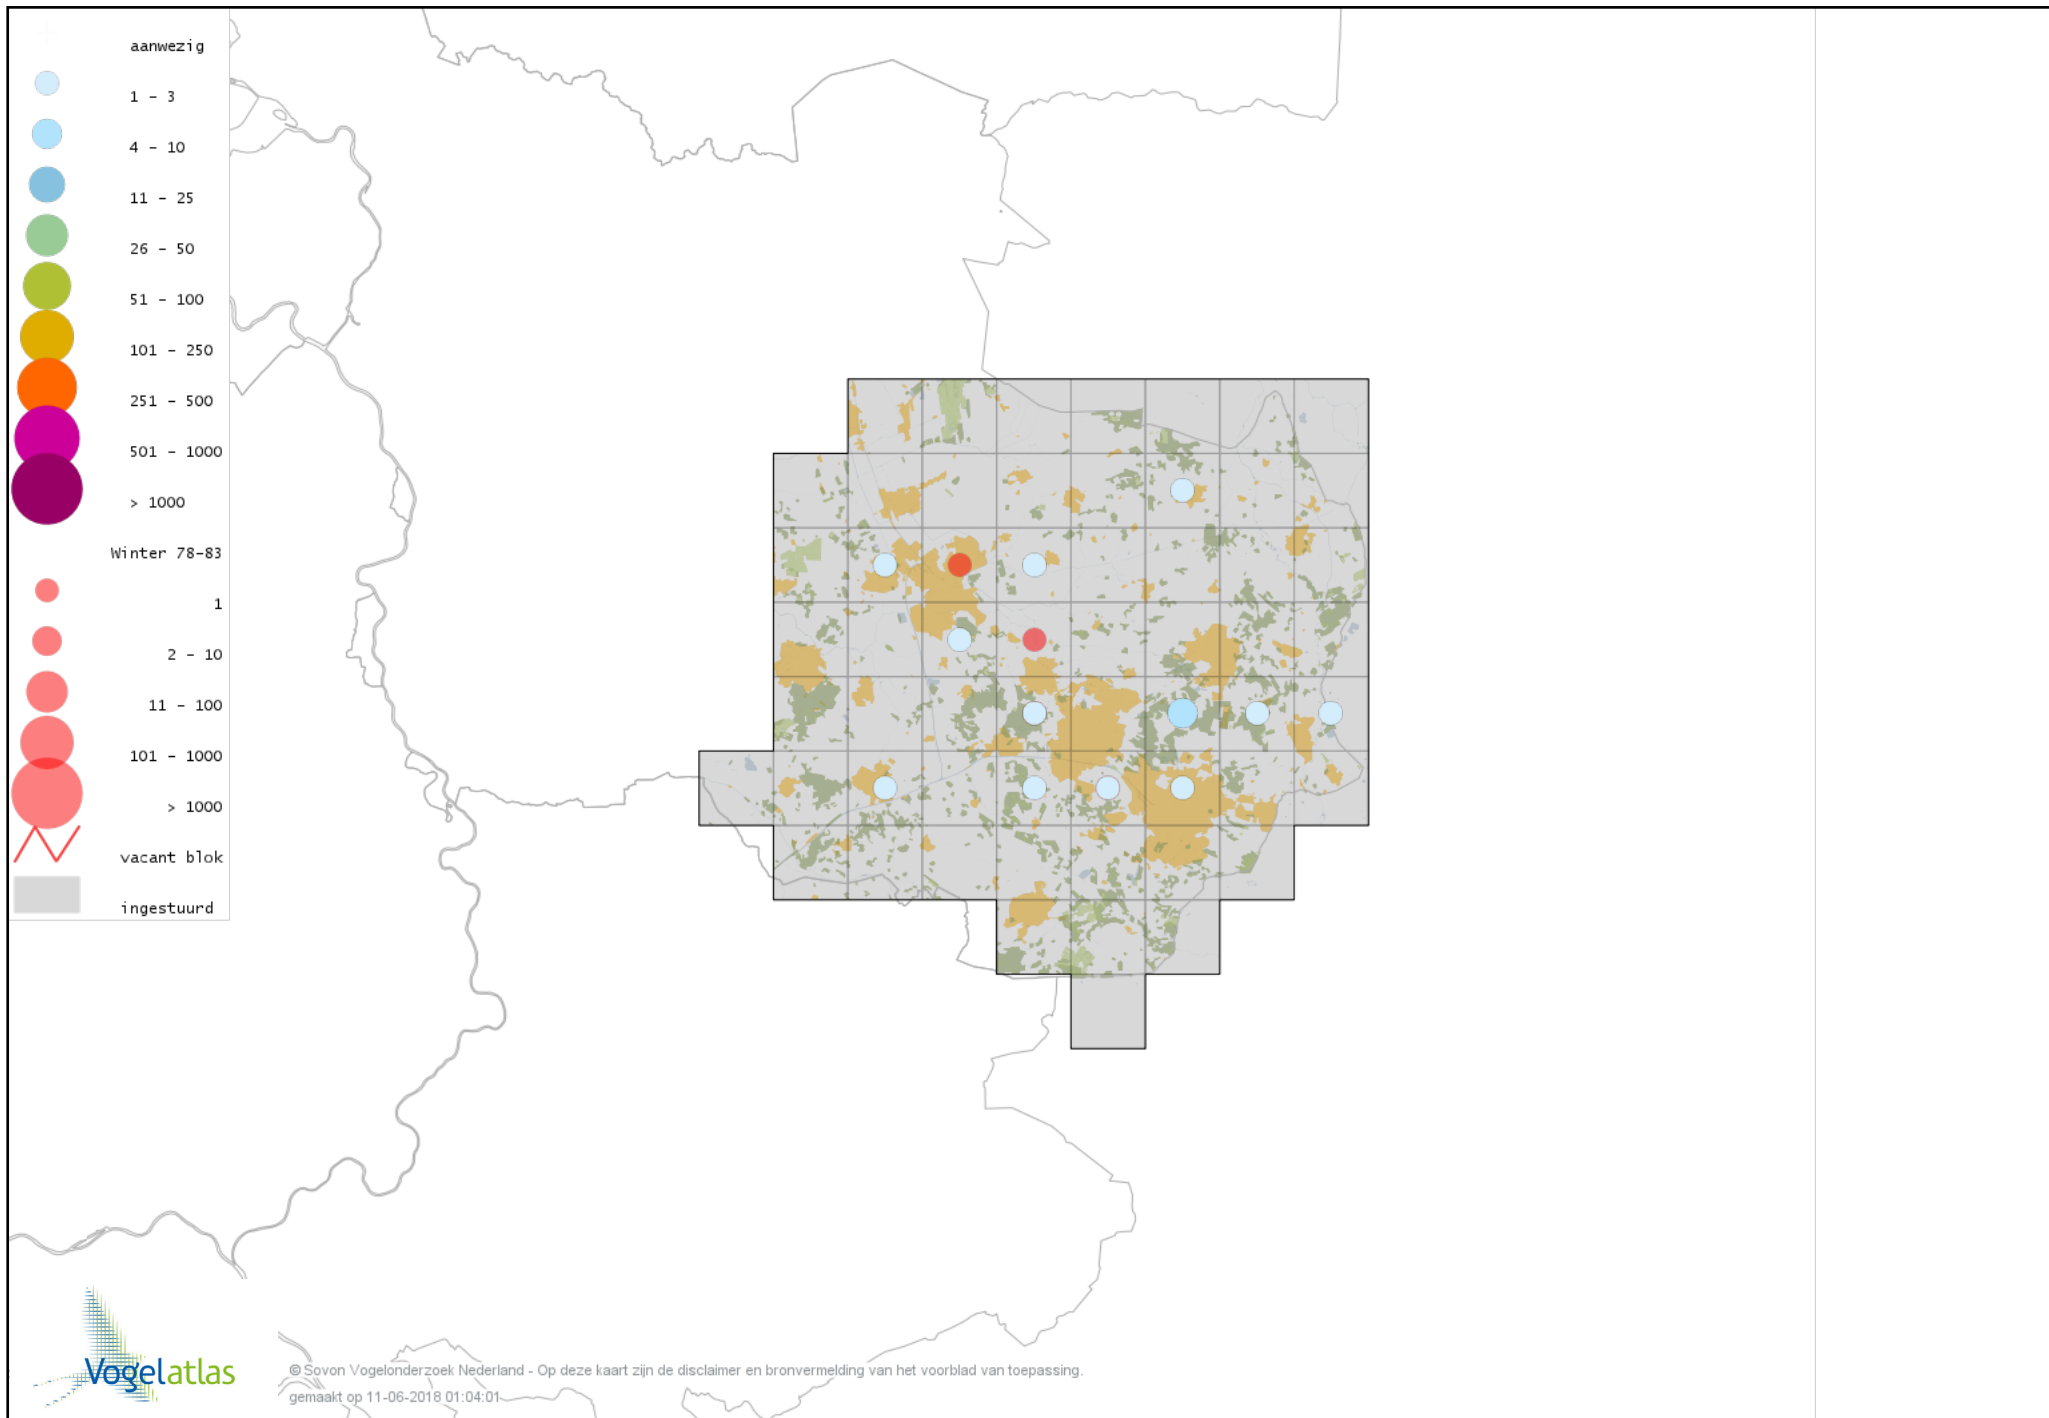 aanwezig
1 - 3
4 - 10
11 - 25
26 - 50
51 - 100
101 - 250
251 - 500
501 - 1000
> 1000
Winter 78-83
1
2 - 10
11 - 100
101 - 1000
> 1000
vacant blok
ingestuurd
Vogelatlas
© Sovon Vogelonderzoek Nederland - Op deze kaart zijn de disclaimer en bronvermelding van het voorblad van toepassing.
gemaakt op 11-06-2018 01:04:01